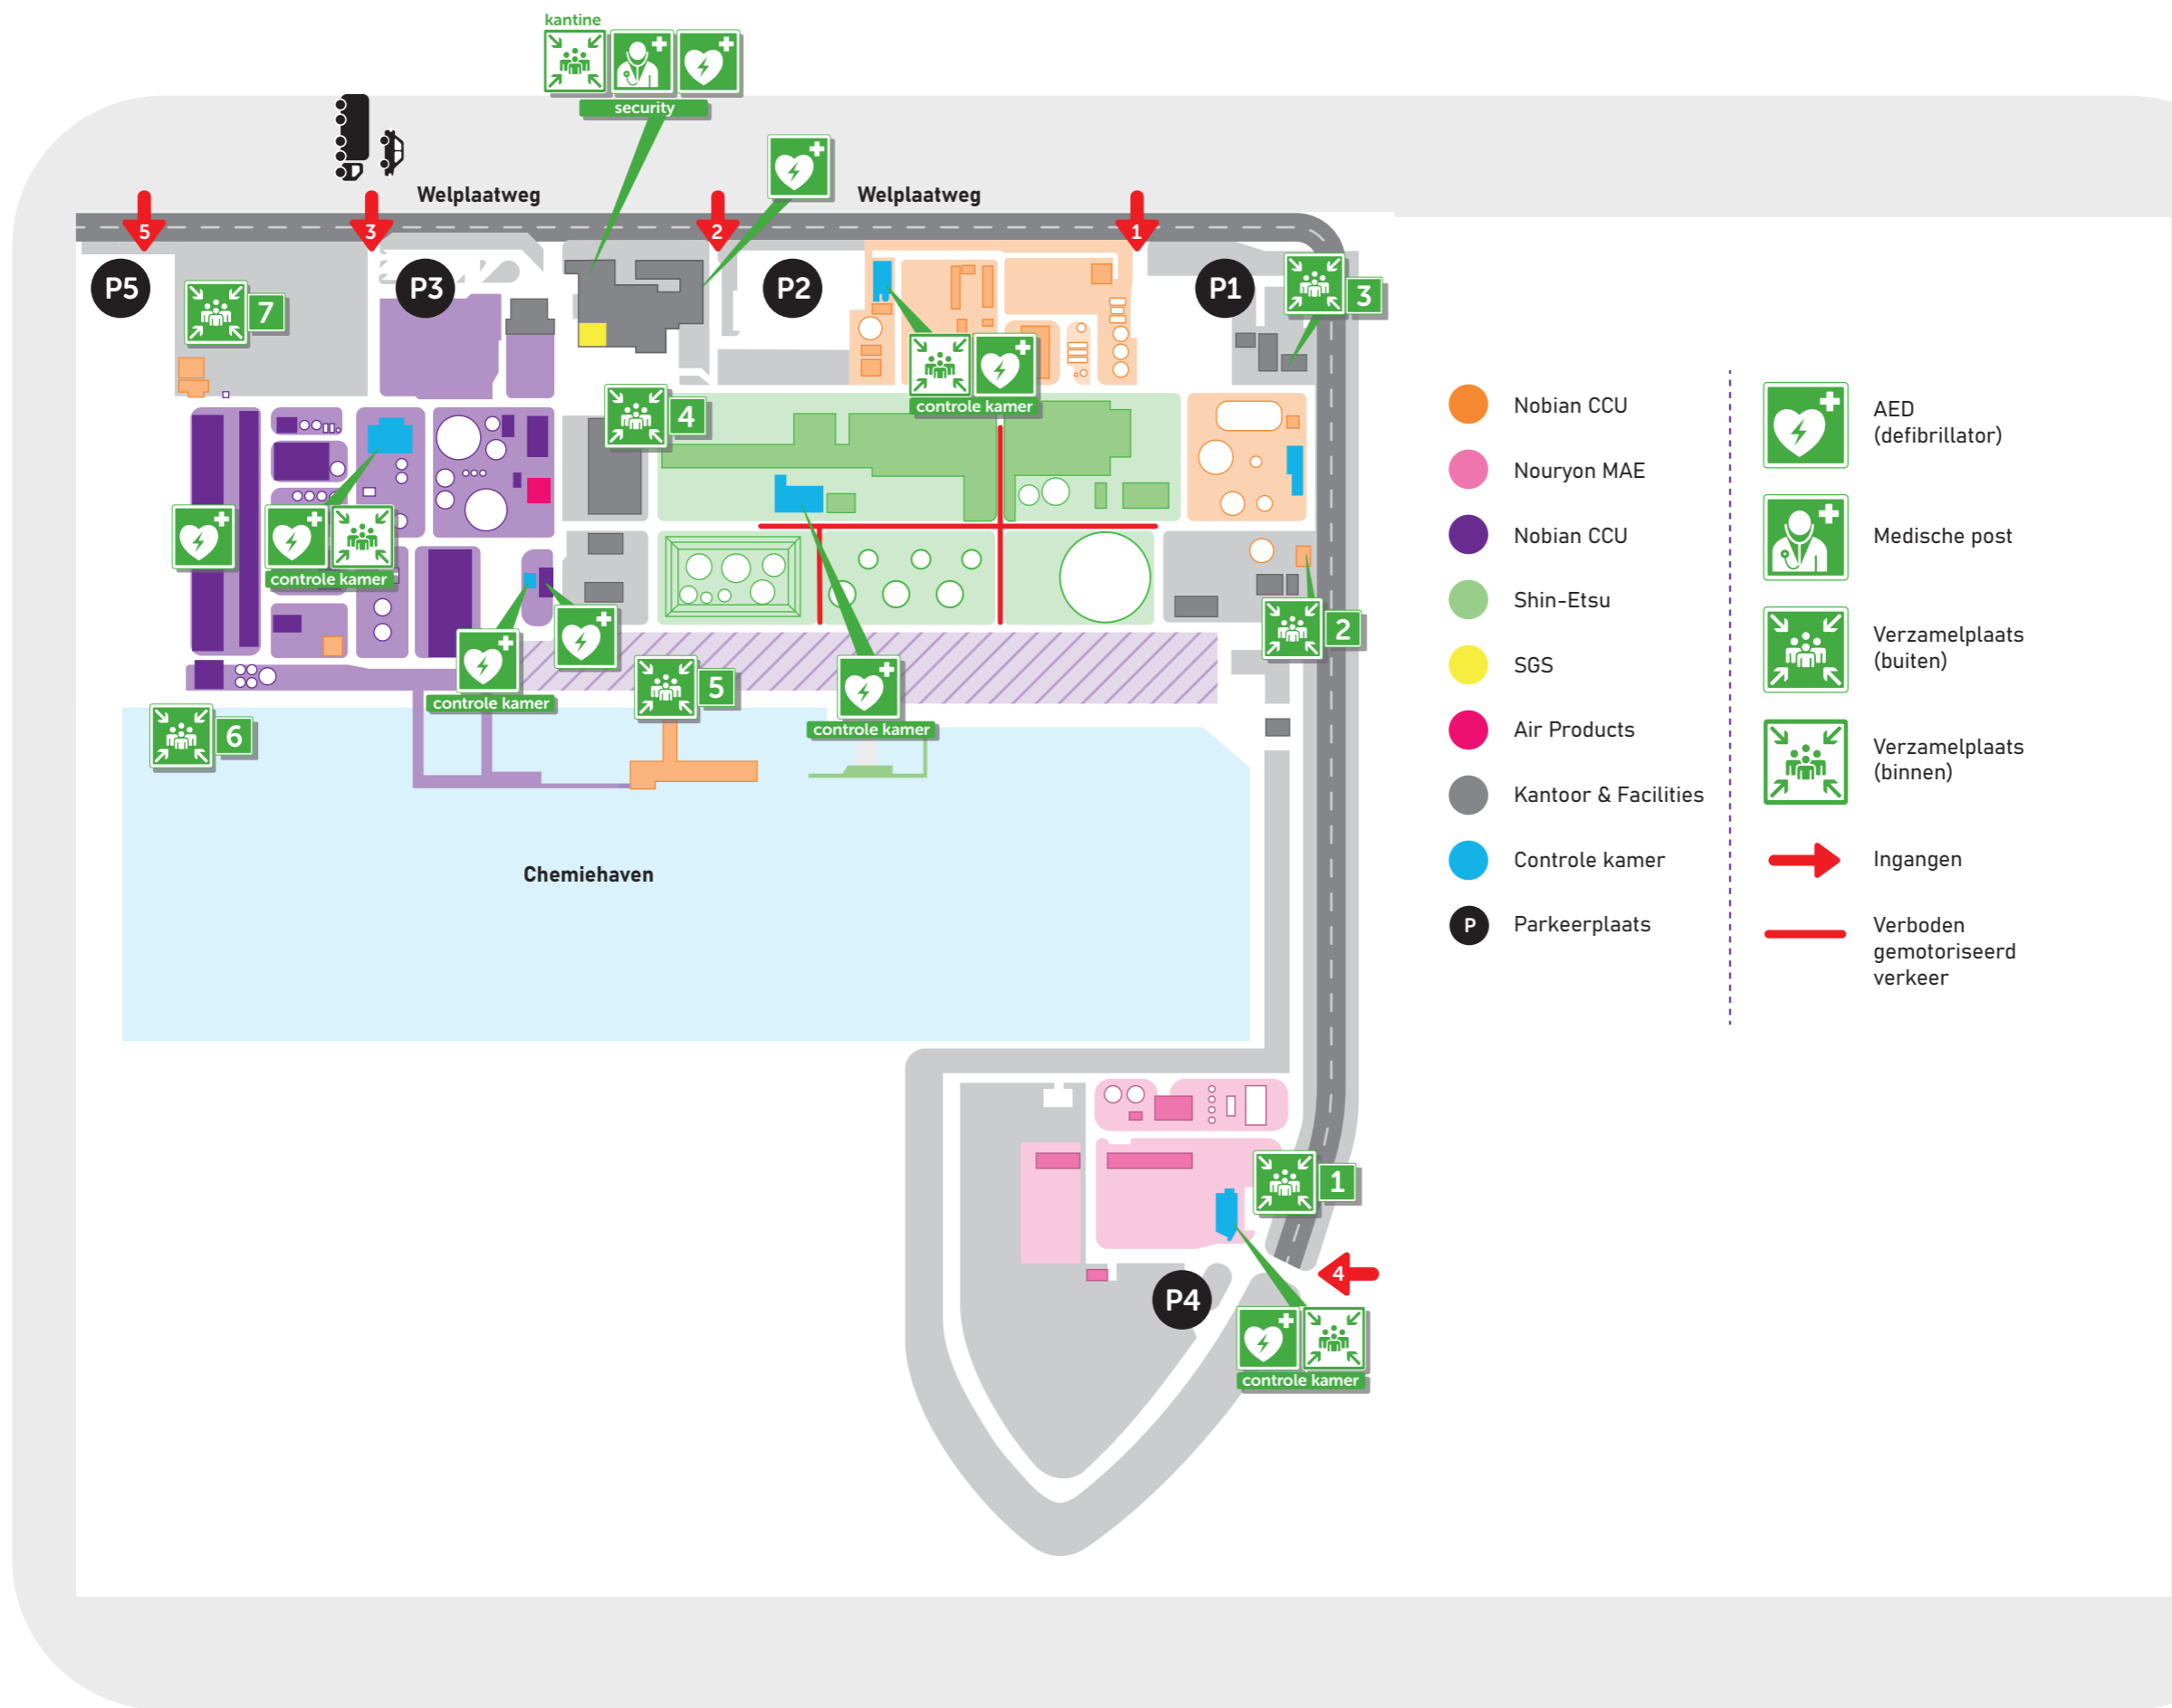 kantine
security
Welplaatweg
Welplaatweg
5
3
2
1
P5
P3
P2
P1
7
3
4
controle kamer
controle kamer
2
5
controle kamer
controle kamer
6
Chemiehaven
1
4
P4
controle kamer
Nobian CCU
Nouryon MAE
Nobian CCU
Shin-Etsu
SGS
Air Products
Kantoor & Facilities
Controle kamer
P
Parkeerplaats
AED
(defibrillator)
Medische post
Verzamelplaats
(buiten)
Verzamelplaats
(binnen)
Ingangen
Verboden
gemotoriseerd
verkeer